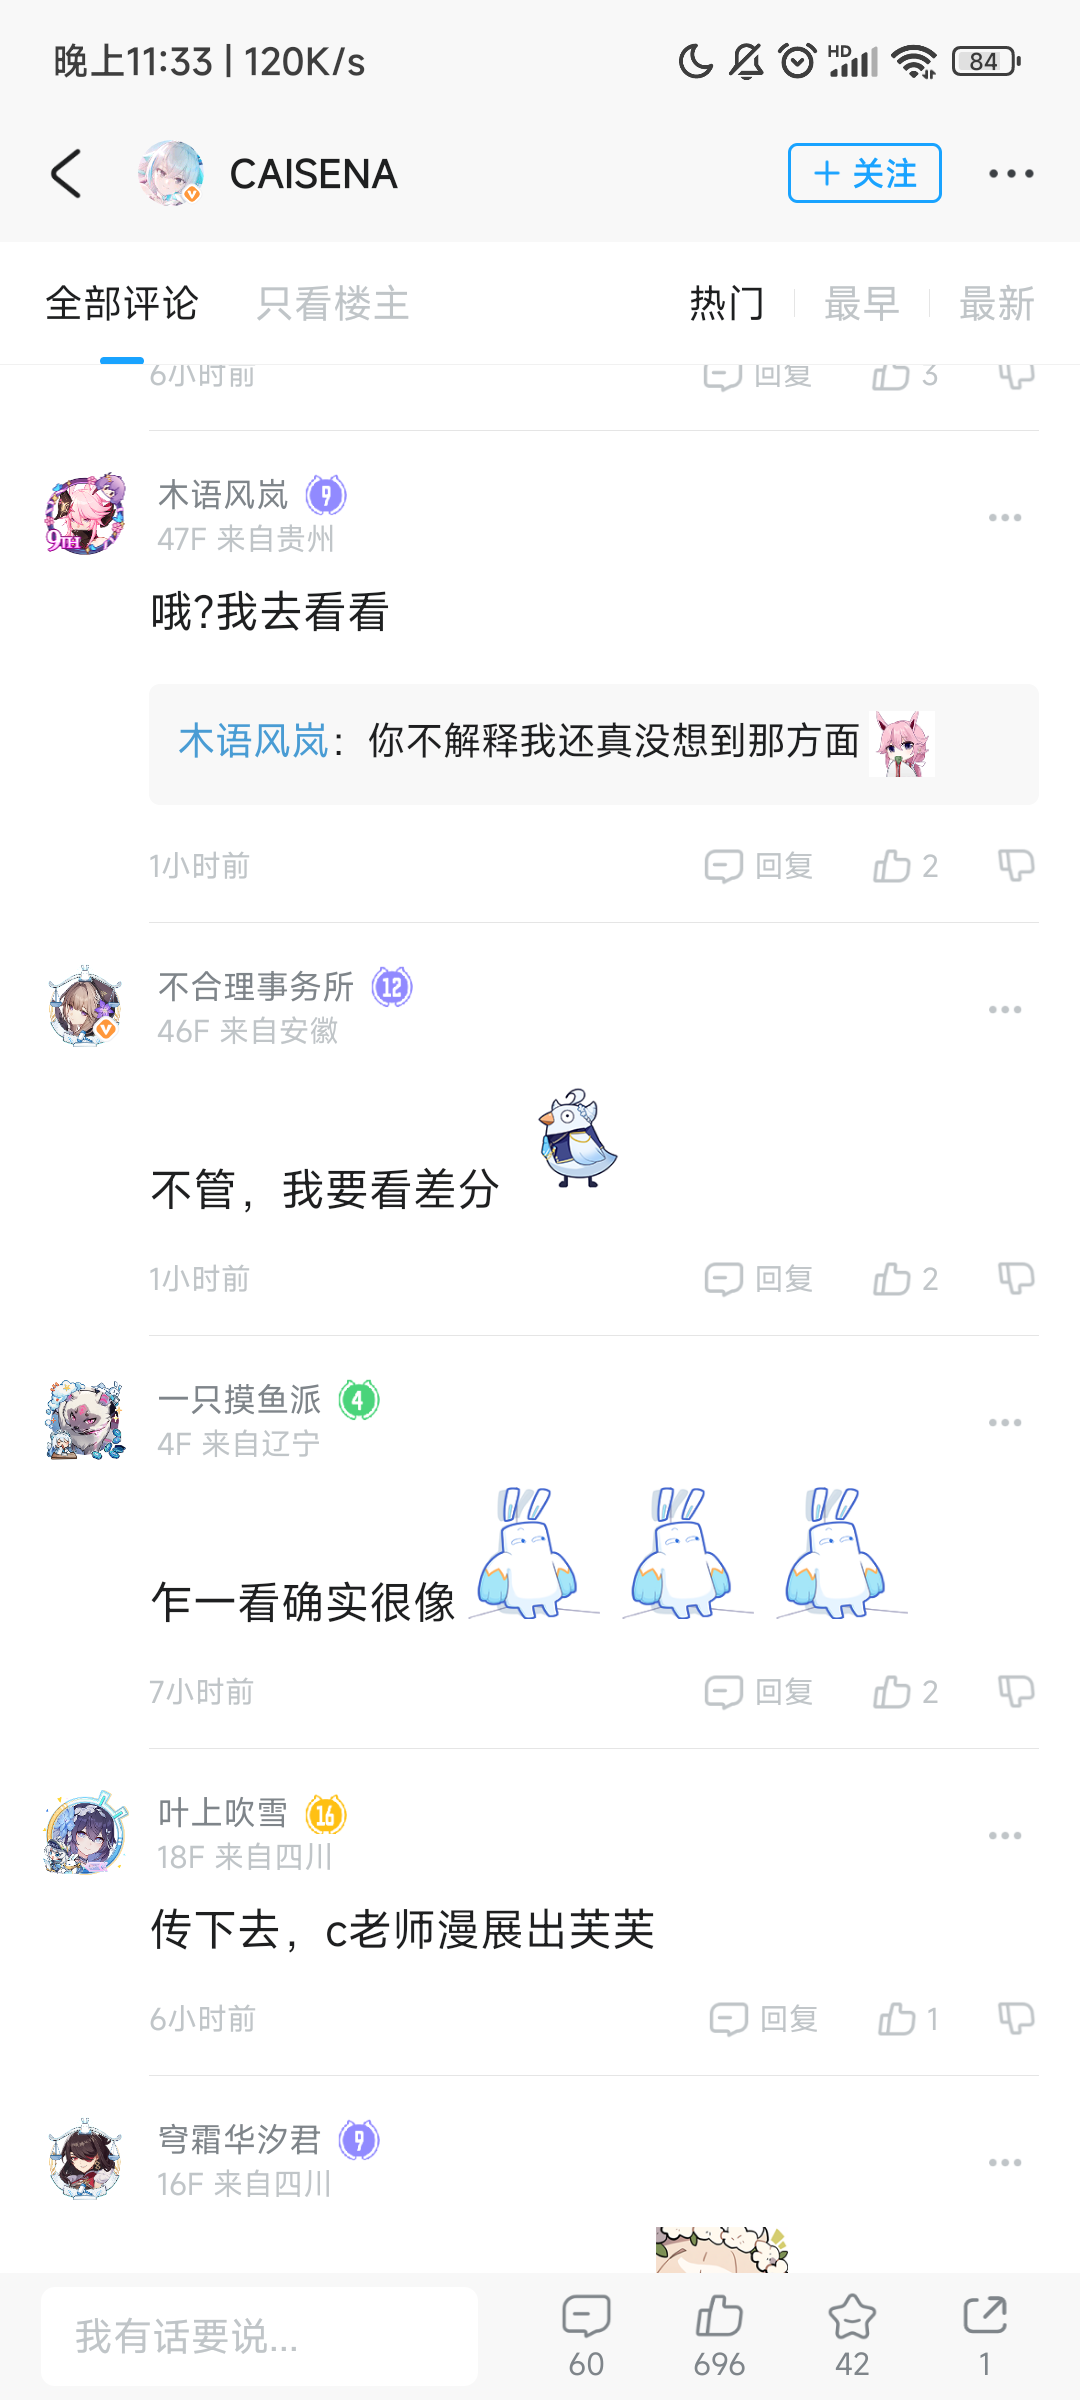 晚上11:33 | 120K/s
HD
84
CAISENA
+ 关注
全部评论 只看楼主 热门 最早 最新
6小时前 回复 3
木语风岚 9
47F 来自贵州
9TH
哦?我去看看
木语风岚：你不解释我还真没想到那方面
1小时前 回复 2
不合理事务所 12
46F 来自安徽
不管，我要看差分
1小时前 回复 2
一只摸鱼派 4
4F 来自辽宁
乍一看确实很像
7小时前 回复 2
叶上吹雪 16
18F 来自四川
传下去，c老师漫展出芙芙
6小时前 回复 1
穹霜华汐君 9
16F 来自四川
我有话要说...
60 696 42 1